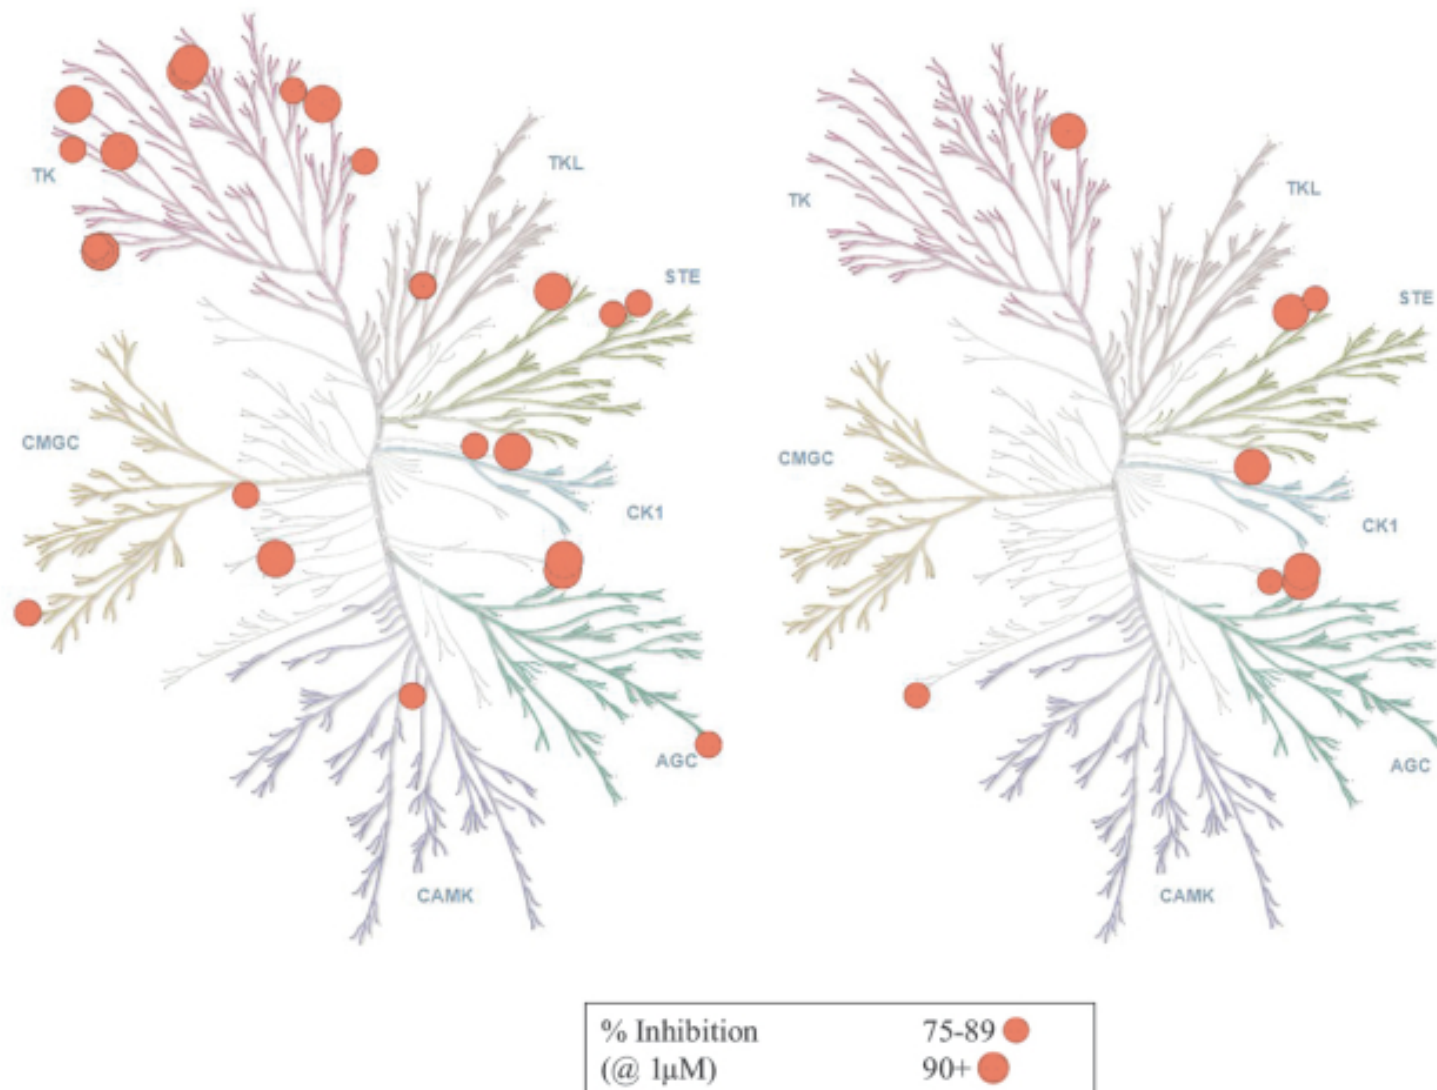 TK
TKL
STE
CMGC
CK1
AGC
CAMK
TK
TKL
STE
CMGC
CK1
AGC
CAMK
% Inhibition 75-89
(@ 1μM) 90+